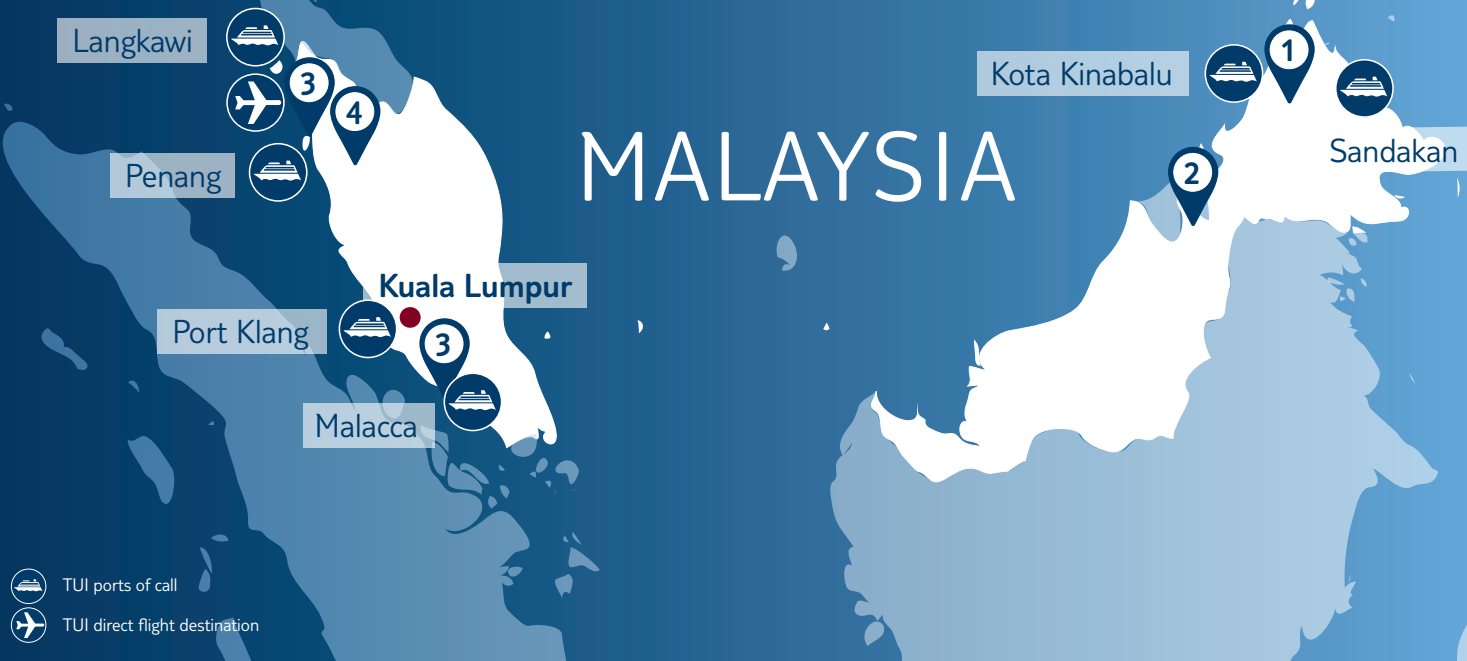 Langkawi
3
4
Penang
Kuala Lumpur
Port Klang
3
Malacca
MALAYSIA
Kota Kinabalu
1
Sandakan
2
TUI ports of call
TUI direct flight destination